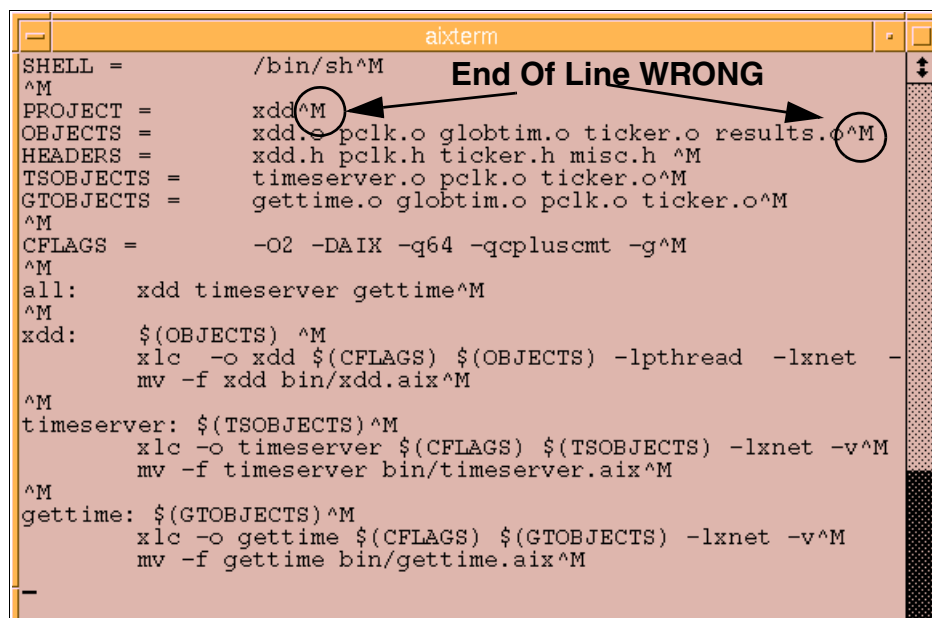 aixterm
SHELL =         /bin/sh^M
End Of Line WRONG
^M
PROJECT =       xdd^M
OBJECTS =       xdd.o pclk.o globtim.o ticker.o results.o^M
HEADERS =       xdd.h pclk.h ticker.h misc.h ^M
TSOBJECTS =     timeserver.o pclk.o ticker.o^M
GTOBJECTS =     gettime.o globtim.o pclk.o ticker.o^M
^M
CFLAGS =        -O2 -DAIX -q64 -qcpluscmt -g^M
^M
all:    xdd timeserver gettime^M
^M
xdd:    $(OBJECTS) ^M
        xlc  -o xdd $(CFLAGS) $(OBJECTS) -lpthread  -lxnet  -
        mv -f xdd bin/xdd.aix^M
^M
timeserver: $(TSOBJECTS)^M
        xlc -o timeserver $(CFLAGS) $(TSOBJECTS) -lxnet -v^M
        mv -f timeserver bin/timeserver.aix^M
^M
gettime: $(GTOBJECTS)^M
        xlc -o gettime $(CFLAGS) $(GTOBJECTS) -lxnet -v^M
        mv -f gettime bin/gettime.aix^M